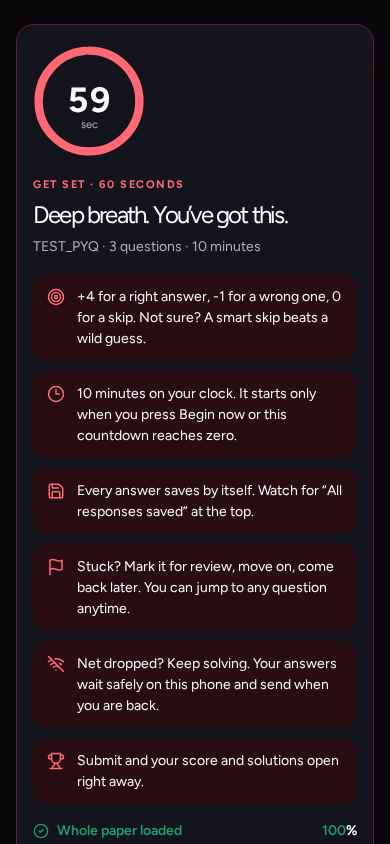 59
sec
GET SET · 60 SECONDS
Deep breath. You've got this.
TEST_PYQ · 3 questions · 10 minutes
+4 for a right answer, -1 for a wrong one, 0
for a skip. Not sure? A smart skip beats a
wild guess.
10 minutes on your clock. It starts only
when you press Begin now or this
countdown reaches zero.
Every answer saves by itself. Watch for “All
responses saved” at the top.
Stuck? Mark it for review, move on, come
back later. You can jump to any question
anytime.
Net dropped? Keep solving. Your answers
wait safely on this phone and send when
you are back.
Submit and your score and solutions open
right away.
Whole paper loaded 100%